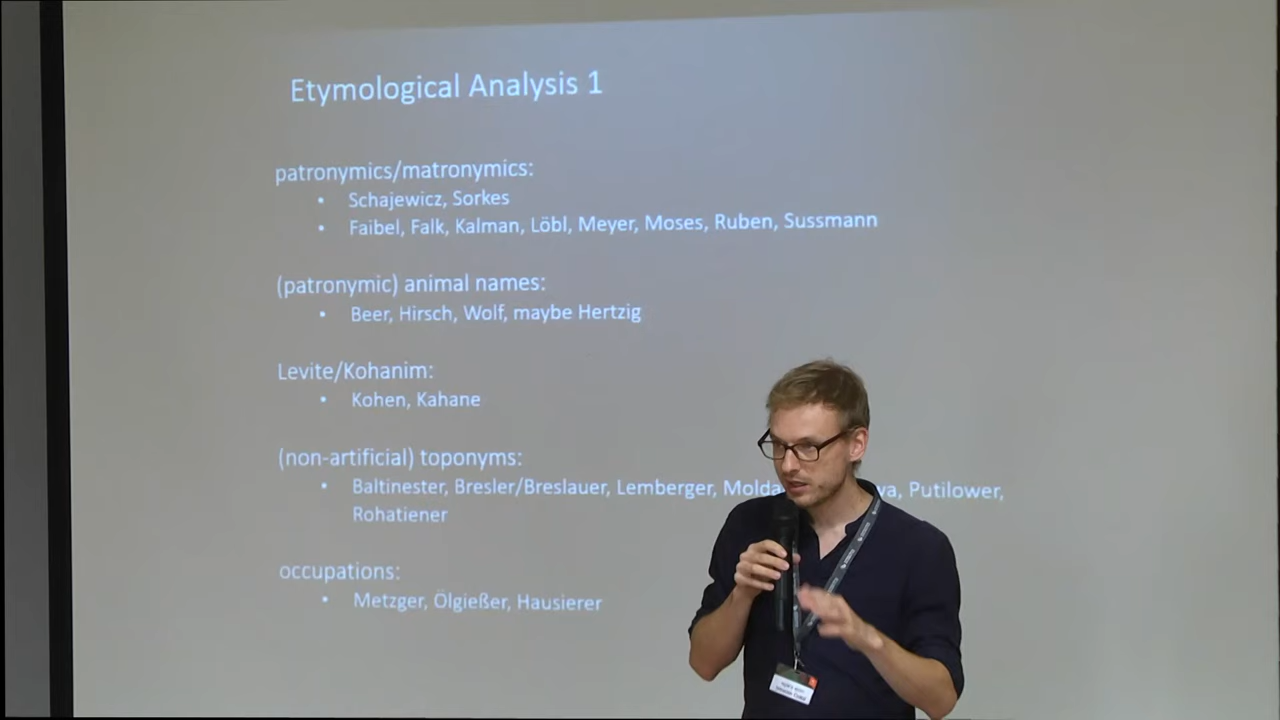 Etymological Analysis 1
patronymics/matronymics:
• Schajewicz, Sorkes
• Faibel, Falk, Kalman, Löbl, Meyer, Moses, Ruben, Sussmann
(patronymic) animal names:
• Beer, Hirsch, Wolf, maybe Hertzig
Levite/Kohanim:
• Kohen, Kahane
(non-artificial) toponyms:
• Baltinester, Bresler/Breslauer, Lemberger, Putilower,
Rohatiener
occupations:
• Metzger, Ölgießer, Hausierer